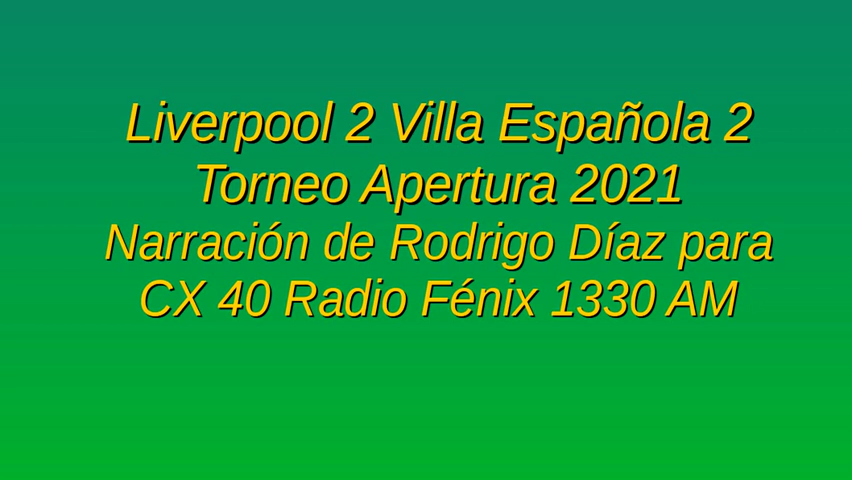 Liverpool 2 Villa Española 2
Torneo Apertura 2021
Narración de Rodrigo Díaz para
CX 40 Radio Fénix 1330 AM